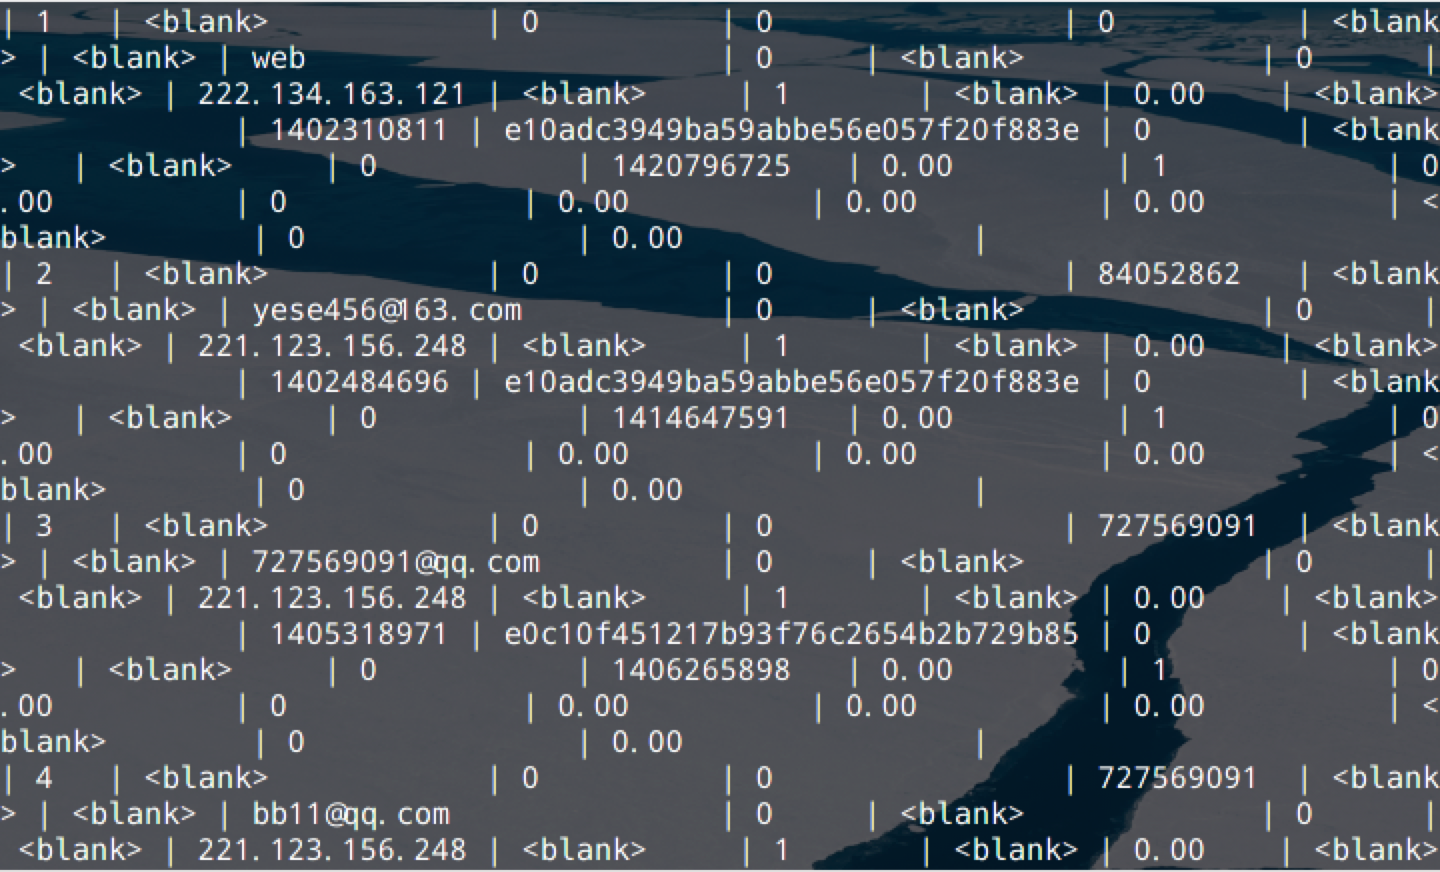 | 1 | <blank> | 0 | 0 | 0 | <blank
> | <blank> | web | 0 | <blank> | 0 |
<blank> | 222.134.163.121 | <blank> | 1 | <blank> | 0.00 | <blank>
| 1402310811 | e10adc3949ba59abbe56e057f20f883e | 0 | <blank
> | <blank> | 0 | 1420796725 | 0.00 | 1 | 0
.00 | 0 | 0.00 | 0.00 | 0.00 | <
blank> | 0 | 0.00 |
| 2 | <blank> | 0 | 0 | 84052862 | <blank
> | <blank> | yese456@163.com | 0 | <blank> | 0 |
<blank> | 221.123.156.248 | <blank> | 1 | <blank> | 0.00 | <blank>
| 1402484696 | e10adc3949ba59abbe56e057f20f883e | 0 | <blank
> | <blank> | 0 | 1414647591 | 0.00 | 1 | 0
.00 | 0 | 0.00 | 0.00 | 0.00 | <
blank> | 0 | 0.00 |
| 3 | <blank> | 0 | 0 | 727569091 | <blank
> | <blank> | 727569091@qq.com | 0 | <blank> | 0 |
<blank> | 221.123.156.248 | <blank> | 1 | <blank> | 0.00 | <blank>
| 1405318971 | e0c10f451217b93f76c2654b2b729b85 | 0 | <blank
> | <blank> | 0 | 1406265898 | 0.00 | 1 | 0
.00 | 0 | 0.00 | 0.00 | 0.00 | <
blank> | 0 | 0.00 |
| 4 | <blank> | 0 | 0 | 727569091 | <blank
> | <blank> | bb11@qq.com | 0 | <blank> | 0 |
<blank> | 221.123.156.248 | <blank> | 1 | <blank> | 0.00 | <blank>